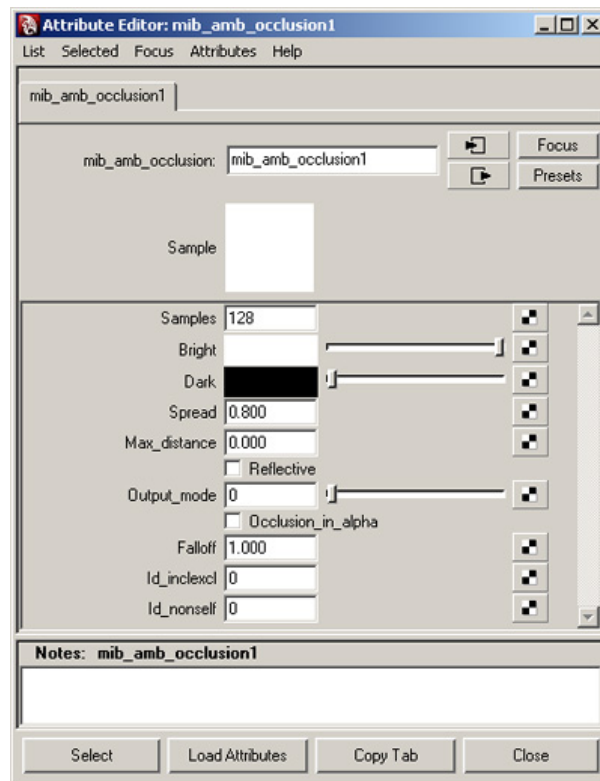 Attribute Editor: mib_amb_occlusion1
List Selected Focus Attributes Help
mib_amb_occlusion1
mib_amb_occlusion: mib_amb_occlusion1
Focus
Presets
Sample
Samples 128
Bright
Dark
Spread 0.800
Max_distance 0.000
Reflective
Output_mode 0
Occlusion_in_alpha
Falloff 1.000
Id_inclexcl 0
Id_nonself 0
Notes: mib_amb_occlusion1
Select Load Attributes Copy Tab Close